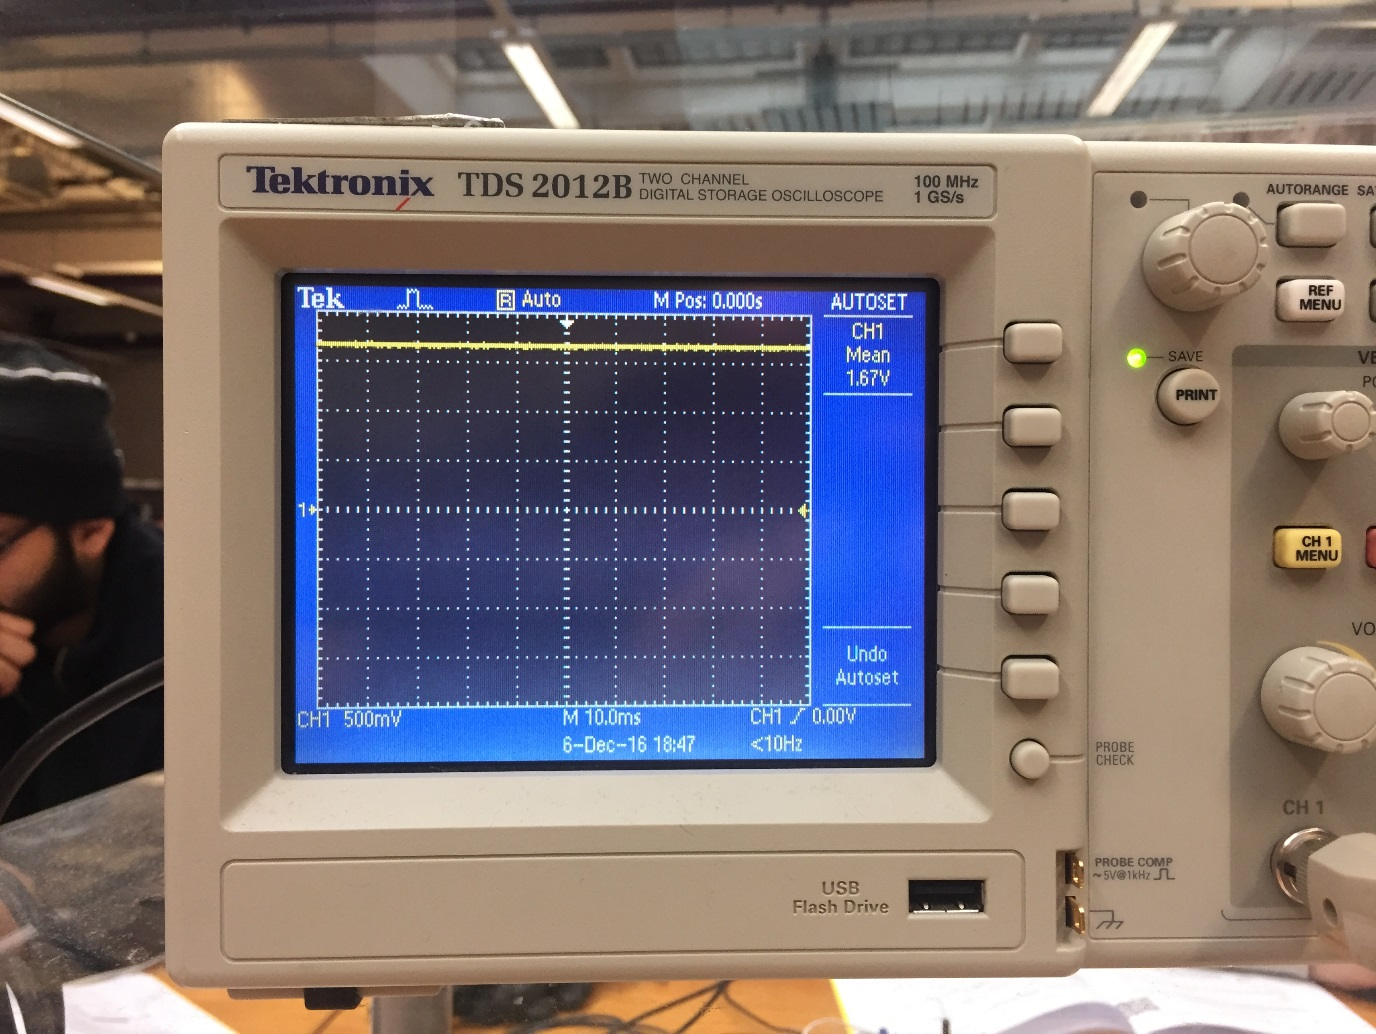 Tektronix TDS 2012B TWO CHANNEL
DIGITAL STORAGE OSCILLOSCOPE
100 MHz
1 GS/s
Tek
R Auto
M Pos: 0.000s
AUTOSET
CH1
Mean
1.67V
1
Undo
Autoset
CH1 500mV
M 10.0ms
CH1 0.00V
6-Dec-16 18:47
<10Hz
AUTORANGE
REF
MENU
SAVE
PRINT
CH 1
MENU
PROBE
CHECK
CH 1
PROBE COMP
~5V@1kHz
USB
Flash Drive